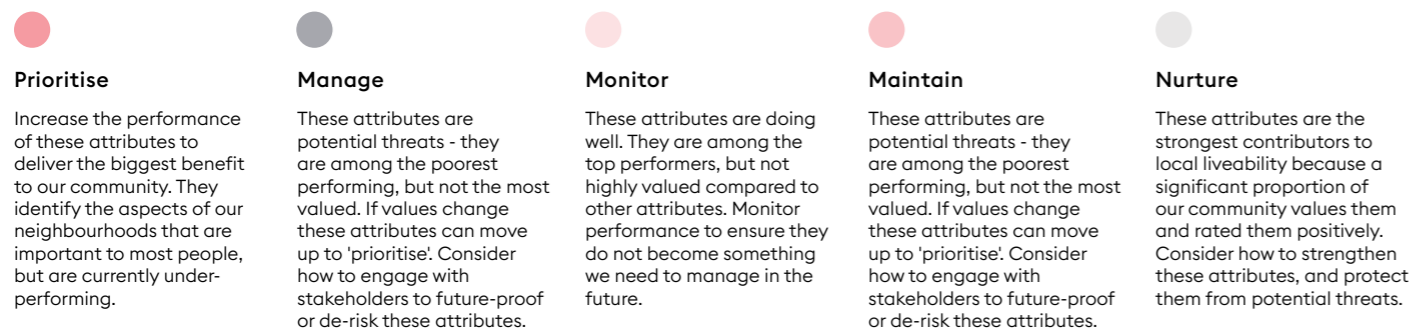 Prioritise
Increase the performance
of these attributes to
deliver the biggest benefit
to our community. They
identify the aspects of our
neighbourhoods that are
important to most people,
but are currently under-
performing.
Manage
These attributes are
potential threats - they
are among the poorest
performing, but not the most
valued. If values change
these attributes can move
up to 'prioritise'. Consider
how to engage with
stakeholders to future-proof
or de-risk these attributes.
Monitor
These attributes are doing
well. They are among the
top performers, but not
highly valued compared to
other attributes. Monitor
performance to ensure they
do not become something
we need to manage in the
future.
Maintain
These attributes are
potential threats - they
are among the poorest
performing, but not the most
valued. If values change
these attributes can move
up to 'prioritise'. Consider
how to engage with
stakeholders to future-proof
or de-risk these attributes.
Nurture
These attributes are the
strongest contributors to
local liveability because a
significant proportion of
our community values them
and rated them positively.
Consider how to strengthen
these attributes, and protect
them from potential threats.